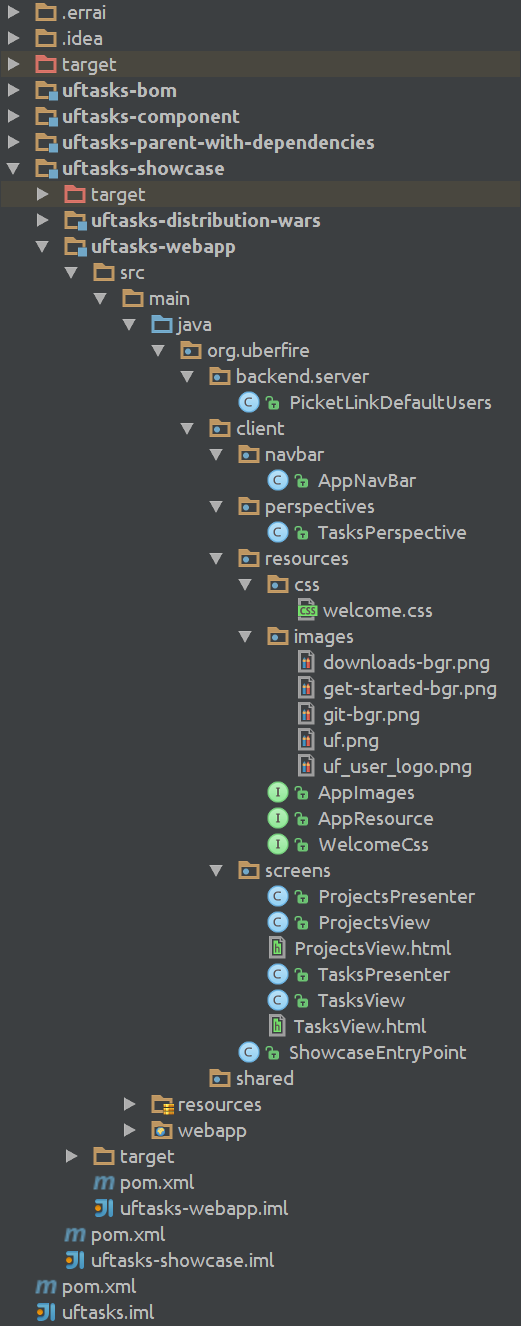 .errai
.idea
target
uftasks-bom
uftasks-component
uftasks-parent-with-dependencies
uftasks-showcase
target
uftasks-distribution-wars
uftasks-webapp
src
main
java
org.uberfire
backend.server
C PicketLinkDefaultUsers
client
navbar
C AppNavBar
perspectives
C TasksPerspective
resources
css
CSS welcome.css
images
downloads-bgr.png
get-started-bgr.png
git-bgr.png
uf.png
uf_user_logo.png
I AppImages
I AppResource
I WelcomeCss
screens
C ProjectsPresenter
C ProjectsView
h ProjectsView.html
C TasksPresenter
C TasksView
h TasksView.html
C ShowcaseEntryPoint
shared
resources
webapp
target
m pom.xml
uftasks-webapp.iml
m pom.xml
uftasks-showcase.iml
m pom.xml
uftasks.iml